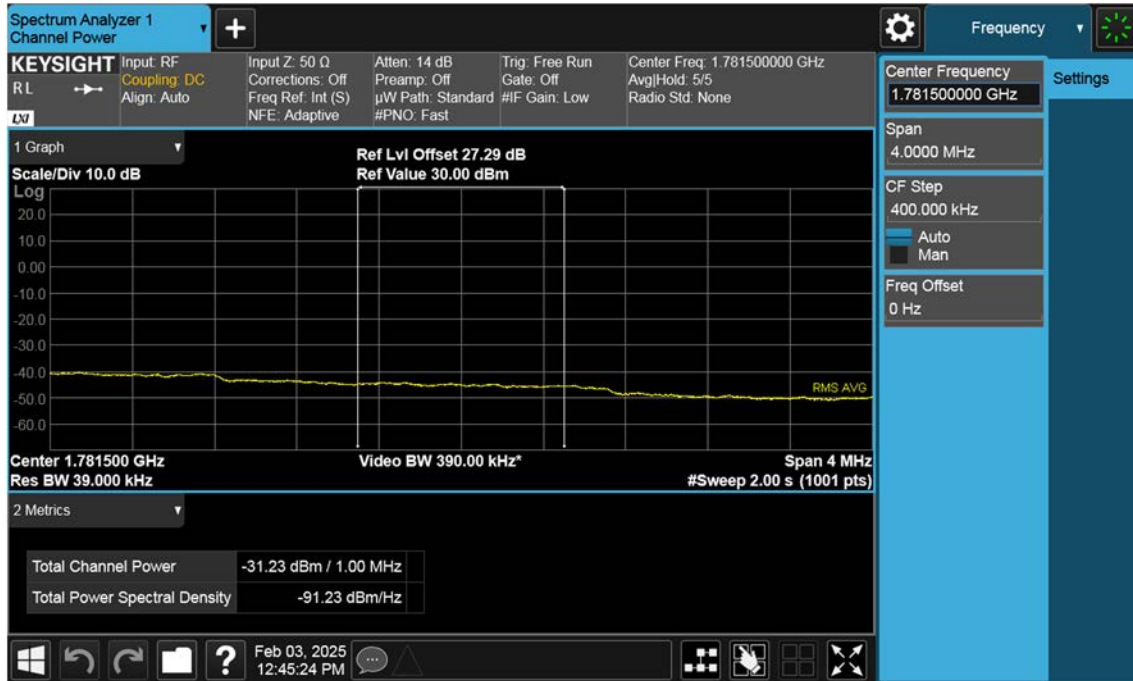 Spectrum Analyzer 1
Channel Power
Frequency
KEYSIGHT
R L
LXI
Input: RF
Coupling: DC
Align: Auto
Input Z: 50 Ω
Corrections: Off
Freq Ref: Int (S)
NFE: Adaptive
Atten: 14 dB
Preamp: Off
µW Path: Standard
#PNO: Fast
Trig: Free Run
Gate: Off
#IF Gain: Low
Center Freq: 1.781500000 GHz
Avg|Hold: 5/5
Radio Std: None
Center Frequency
1.781500000 GHz
Settings
Span
4.0000 MHz
CF Step
400.000 kHz
Auto
Man
Freq Offset
0 Hz
1 Graph
Scale/Div 10.0 dB
Ref Lvl Offset 27.29 dB
Ref Value 30.00 dBm
Log
20.0
10.0
0.00
-10.0
-20.0
-30.0
-40.0
-50.0
-60.0
RMS AVG
Center 1.781500 GHz
Video BW 390.00 kHz*
Span 4 MHz
Res BW 39.000 kHz
#Sweep 2.00 s (1001 pts)
2 Metrics
Total Channel Power -31.23 dBm / 1.00 MHz
Total Power Spectral Density -91.23 dBm/Hz
?
Feb 03, 2025
12:45:24 PM